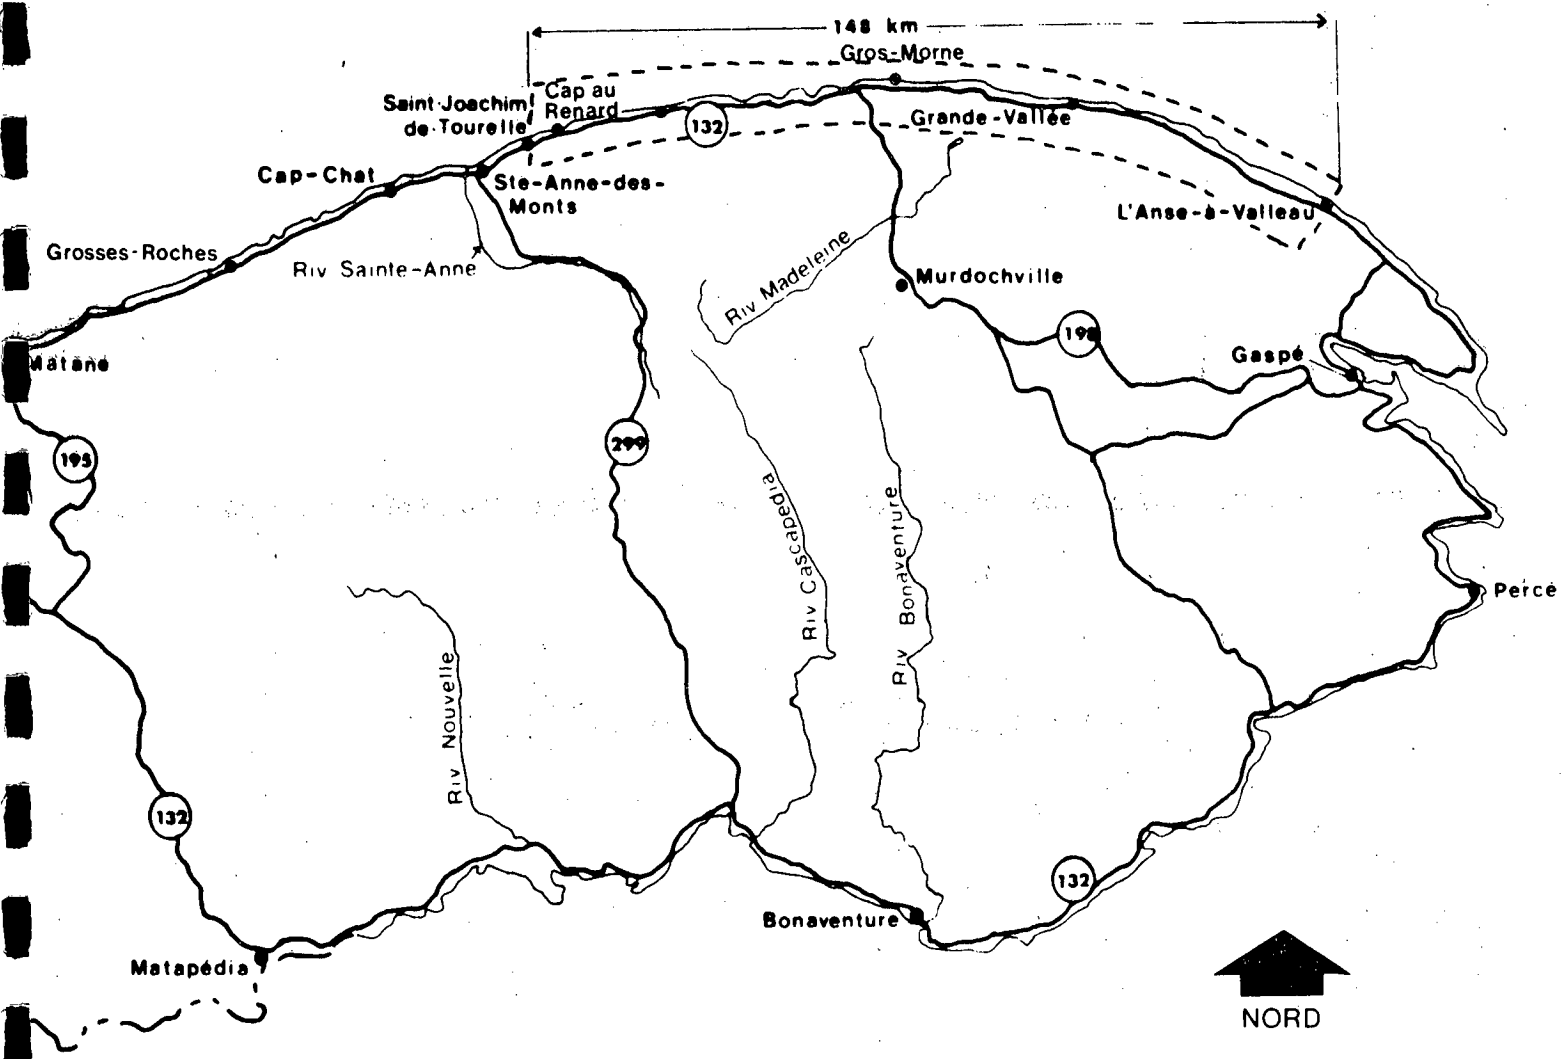 148 km
Gros-Morne
Cap au
Renard
Saint-Joachim
de-Tourelle
132
Grande-Vallée
Cap-Chat
Ste-Anne-des-
Monts
L'Anse-à-Valleau
Grosses-Roches
Riv Sainte-Anne
Riv Madeleine
Murdochville
198
Gaspé
Matane
299
195
Riv Cascapédia
Riv Bonaventure
Percé
Riv Nouvelle
132
132
Bonaventure
Matapédia
NORD